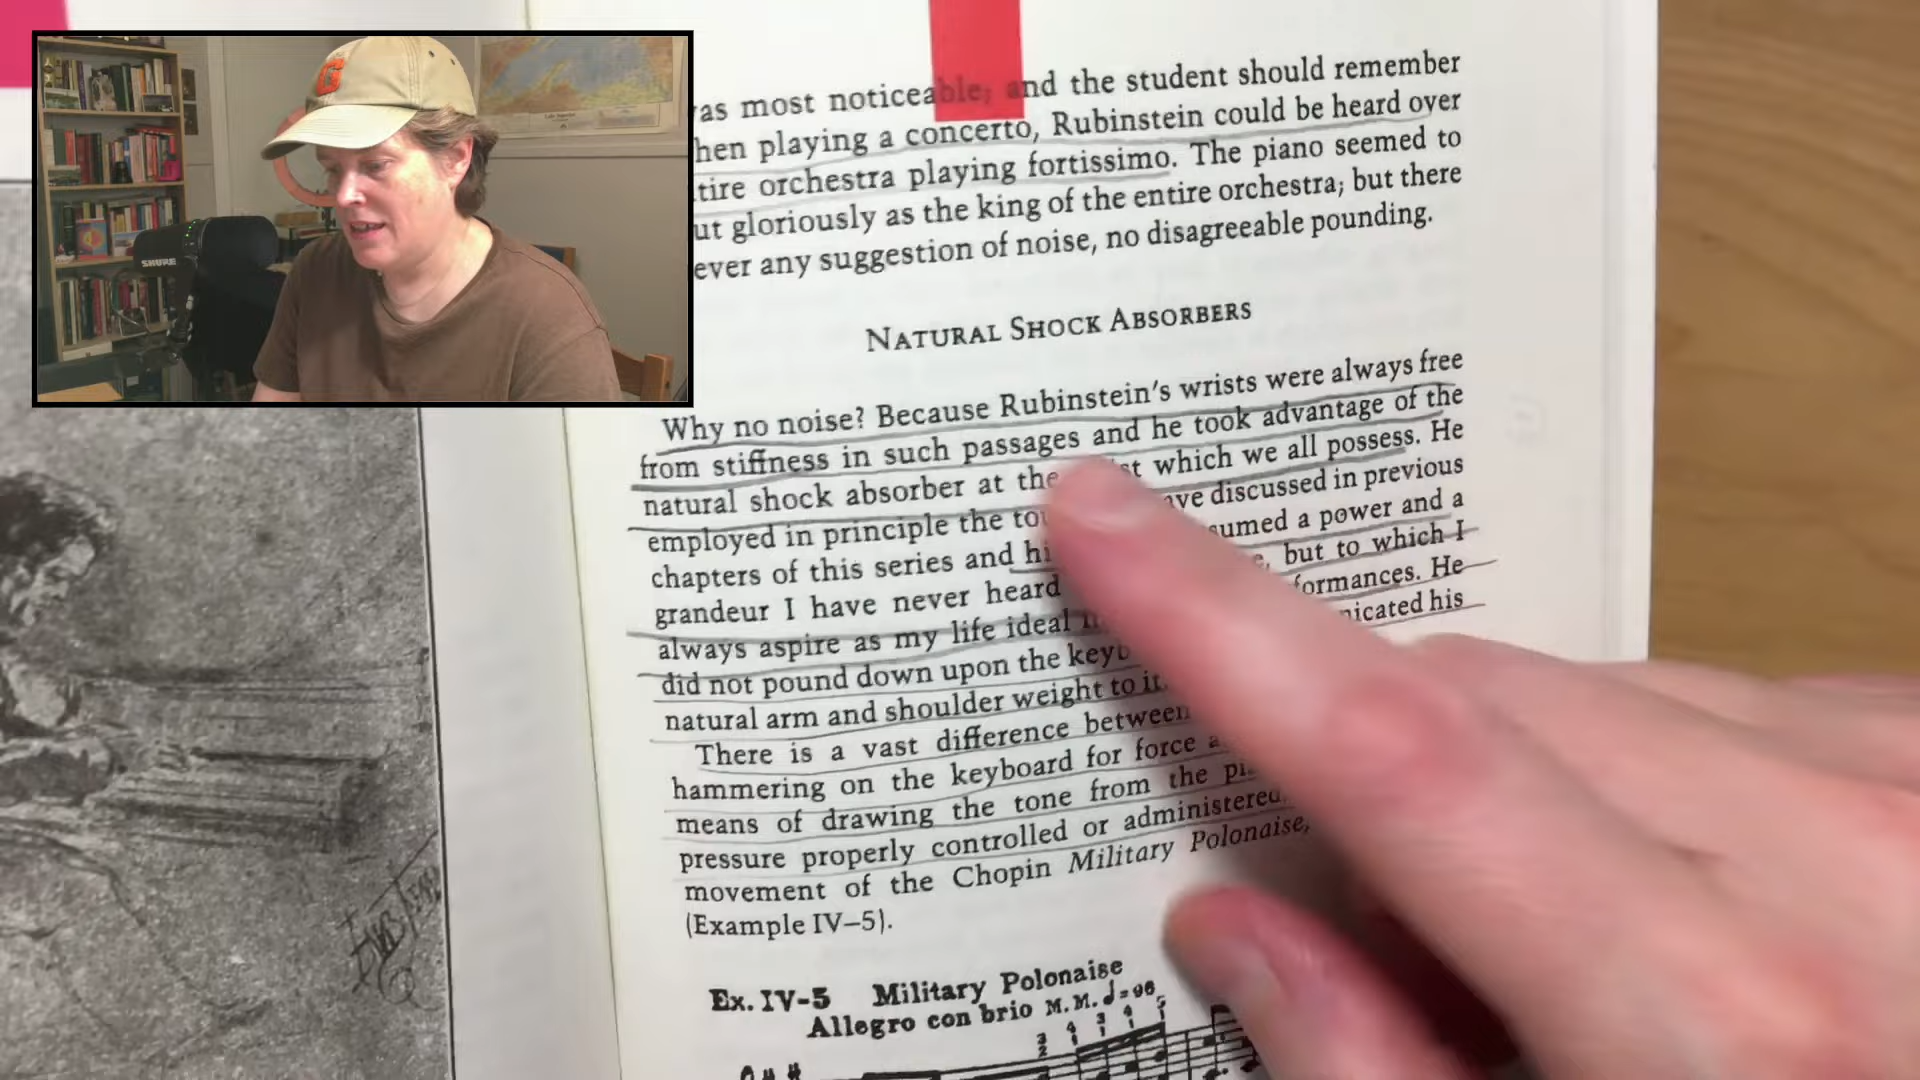 G
SHURE
as most noticeable, and the student should remember
hen playing a concerto, Rubinstein could be heard over
tire orchestra playing fortissimo. The piano seemed to
ut gloriously as the king of the entire orchestra; but there
ever any suggestion of noise, no disagreeable pounding.
NATURAL SHOCK ABSORBERS
Why no noise? Because Rubinstein's wrists were always free
from stiffness in such passages and he took advantage of the
natural shock absorber at the st which we all possess. He
employed in principle the to ve discussed in previous
chapters of this series and hi sumed a power and a
grandeur I have never heard , but to which I
always aspire as my life ideal formances. He
did not pound down upon the keyb nicated his
natural arm and shoulder weight to it
There is a vast difference between
hammering on the keyboard for force a
means of drawing the tone from the pi
pressure properly controlled or administered
movement of the Chopin Military Polonaise,
(Example IV–5).
Ex. IV-5 Military Polonaise
Allegro con brio M.M. ♩=96